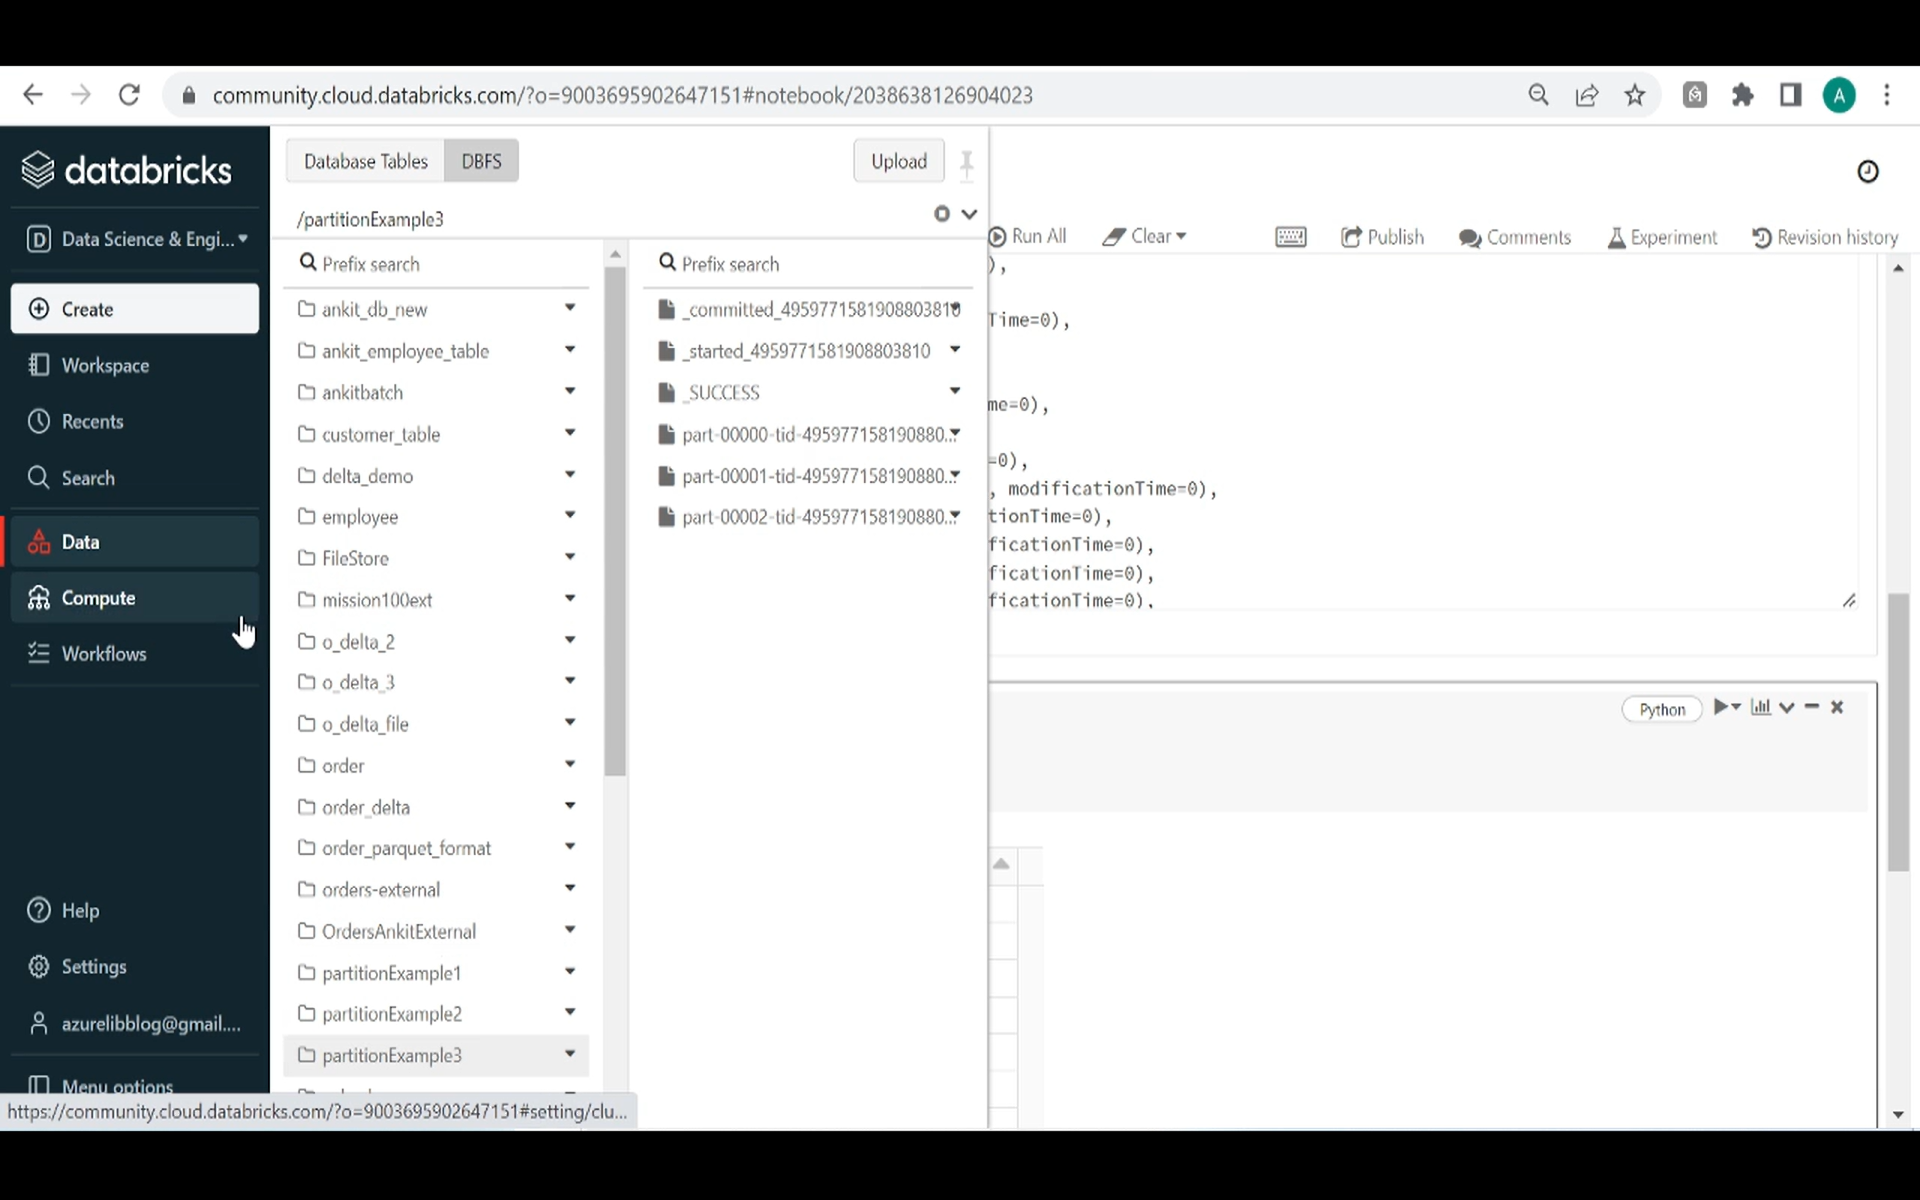 community.cloud.databricks.com/?o=9003695902647151#notebook/2038638126904023
A
databricks
D Data Science & Engi...
Create
Workspace
Recents
Search
Data
Compute
Workflows
Help
Settings
azurelibblog@gmail....
Menu options
https://community.cloud.databricks.com/?o=9003695902647151#setting/clu...
Database Tables
DBFS
Upload
/partitionExample3
Prefix search
ankit_db_new
ankit_employee_table
ankitbatch
customer_table
delta_demo
employee
FileStore
mission100ext
o_delta_2
o_delta_3
o_delta_file
order
order_delta
order_parquet_format
orders-external
OrdersAnkitExternal
partitionExample1
partitionExample2
partitionExample3
Prefix search
_committed_4959771581908803810
_started_4959771581908803810
_SUCCESS
part-00000-tid-495977158190880...
part-00001-tid-495977158190880...
part-00002-tid-495977158190880...
Run All
Clear
Publish
Comments
Experiment
Revision history
),
Time=0),
me=0),
=0),
, modificationTime=0),
tionTime=0),
ficationTime=0),
ficationTime=0),
ficationTime=0),
Python